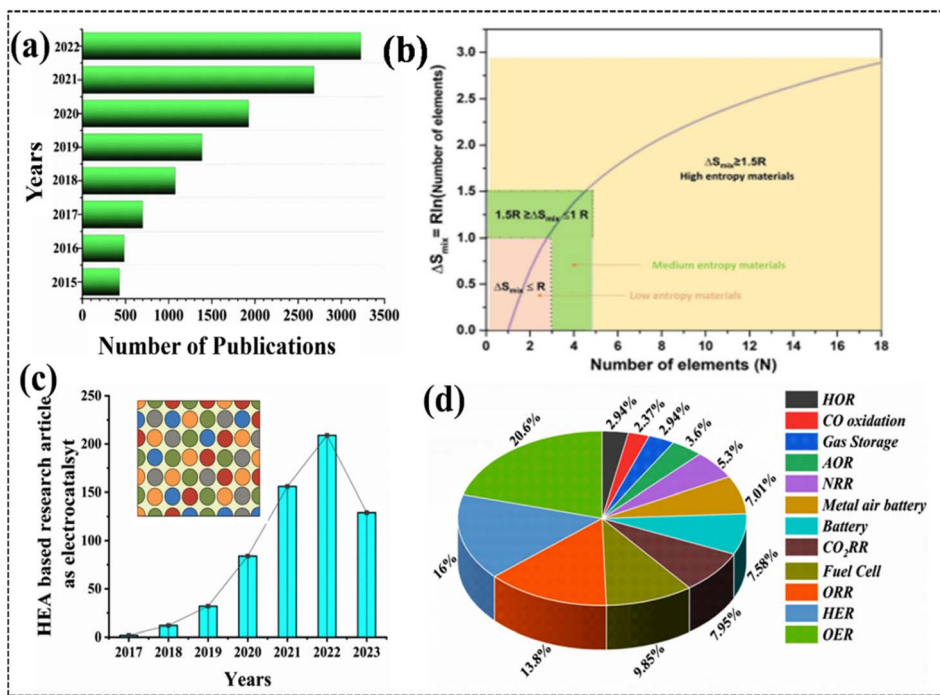 (a)
2022
2021
2020
2019
2018
2017
2016
2015
Years
0 500 1000 1500 2000 2500 3000 3500
Number of Publications
(b)
3.0
2.5
2.0
1.5
1.0
0.5
0.0
ΔS_mix = Rln(Number of elements)
ΔS_mix≥1.5R
High entropy materials
1.5R ≥ΔS_mix ≤1 R
Medium entropy materials
ΔS_mix ≤ R
Low entropy materials
0 2 4 6 8 10 12 14 16 18
Number of elements (N)
(c)
HEA based research article
as electrocatalsyt
250
200
150
100
50
0
2017 2018 2019 2020 2021 2022 2023
Years
(d)
2.94%
2.37%
2.94%
3.6%
5.3%
7.01%
7.58%
7.95%
9.85%
13.8%
16%
20.6%
HOR
CO oxidation
Gas Storage
AOR
NRR
Metal air battery
Battery
CO₂RR
Fuel Cell
ORR
HER
OER